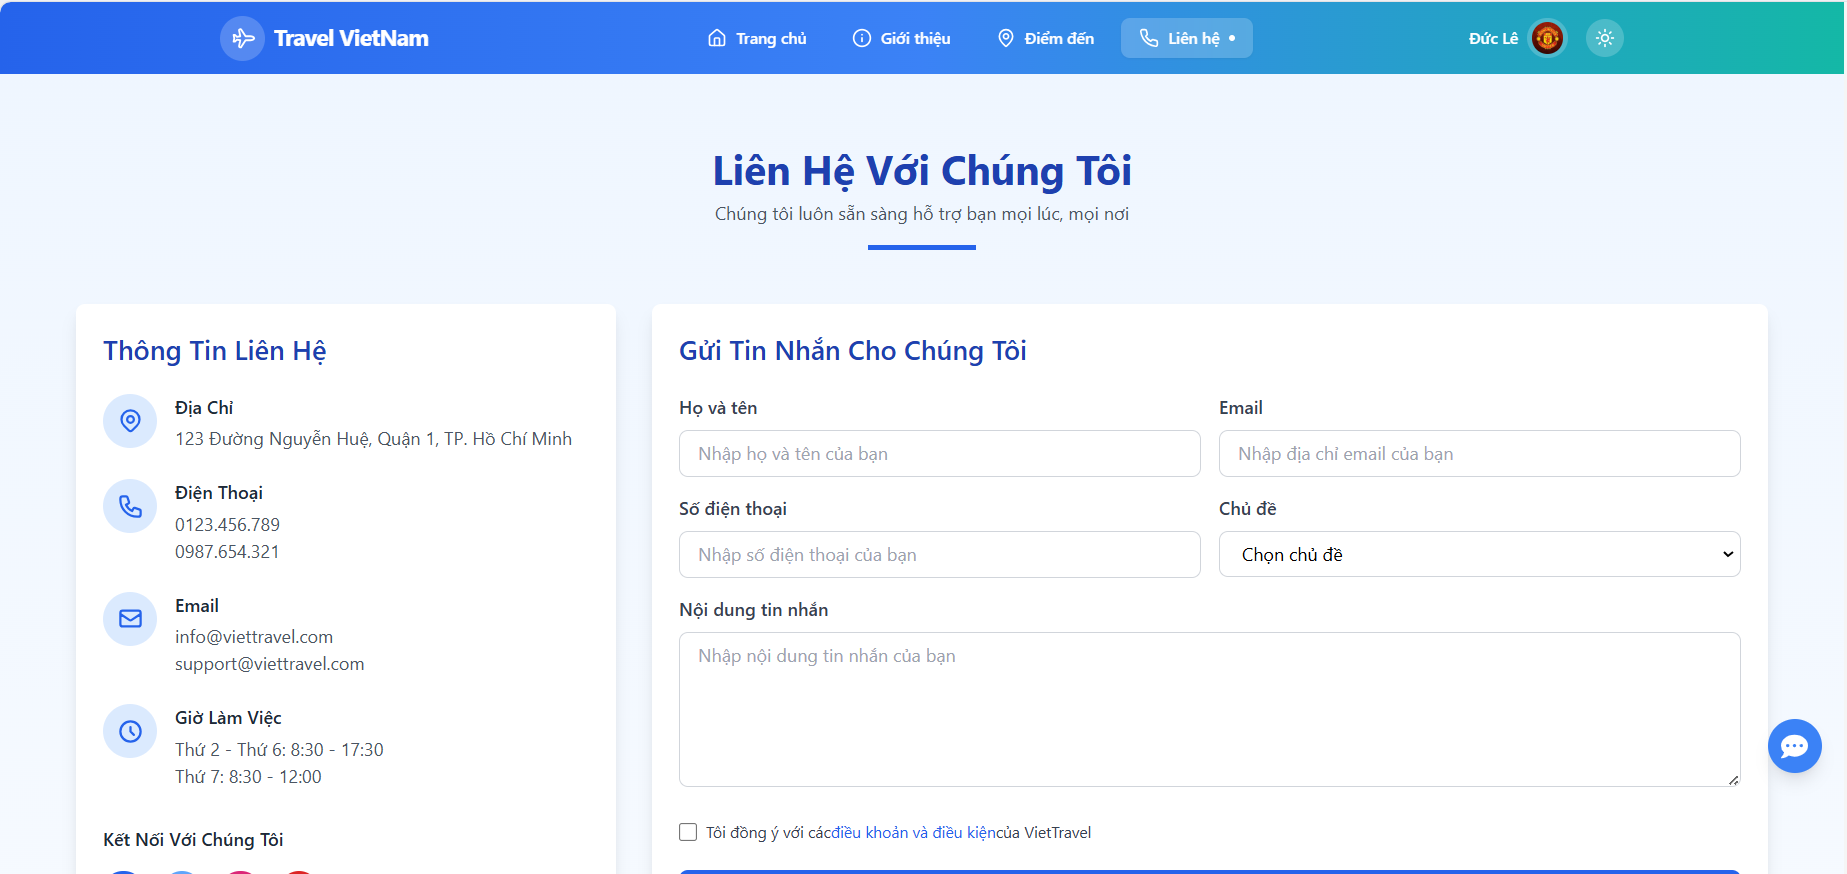 Travel VietNam
Trang chủ
Giới thiệu
Điểm đến
Liên hệ
Đức Lê
Liên Hệ Với Chúng Tôi
Chúng tôi luôn sẵn sàng hỗ trợ bạn mọi lúc, mọi nơi
Thông Tin Liên Hệ
Địa Chỉ
123 Đường Nguyễn Huệ, Quận 1, TP. Hồ Chí Minh
Điện Thoại
0123.456.789
0987.654.321
Email
info@viettravel.com
support@viettravel.com
Giờ Làm Việc
Thứ 2 - Thứ 6: 8:30 - 17:30
Thứ 7: 8:30 - 12:00
Kết Nối Với Chúng Tôi
Gửi Tin Nhắn Cho Chúng Tôi
Họ và tên
Nhập họ và tên của bạn
Email
Nhập địa chỉ email của bạn
Số điện thoại
Nhập số điện thoại của bạn
Chủ đề
Chọn chủ đề
Nội dung tin nhắn
Nhập nội dung tin nhắn của bạn
Tôi đồng ý với cácđiều khoản và điều kiệncủa VietTravel